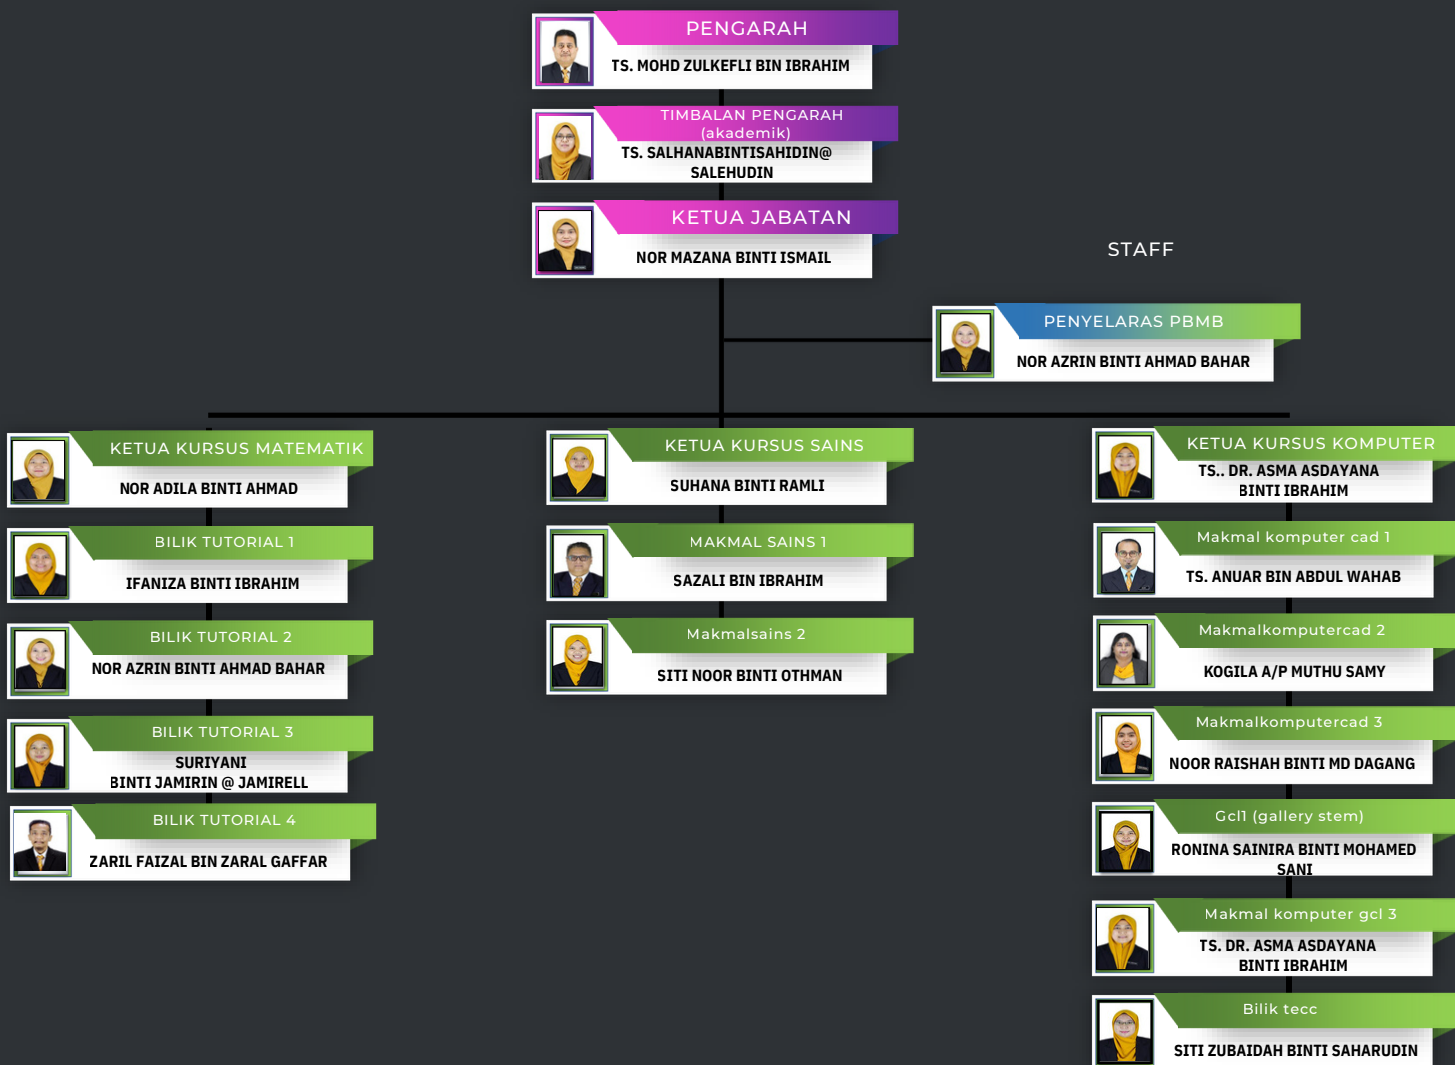 PENGARAH
TS. MOHD ZULKEFLI BIN IBRAHIM
TIMBALAN PENGARAH
(akademik)
TS. SALHANABINTISAHIDIN@
SALEHUDIN
KETUA JABATAN
NOR MAZANA BINTI ISMAIL
STAFF
PENYELARAS PBMB
NOR AZRIN BINTI AHMAD BAHAR
KETUA KURSUS MATEMATIK
NOR ADILA BINTI AHMAD
BILIK TUTORIAL 1
IFANIZA BINTI IBRAHIM
BILIK TUTORIAL 2
NOR AZRIN BINTI AHMAD BAHAR
BILIK TUTORIAL 3
SURIYANI
BINTI JAMIRIN @ JAMIRELL
BILIK TUTORIAL 4
ZARIL FAIZAL BIN ZARAL GAFFAR
KETUA KURSUS SAINS
SUHANA BINTI RAMLI
MAKMAL SAINS 1
SAZALI BIN IBRAHIM
Makmalsains 2
SITI NOOR BINTI OTHMAN
KETUA KURSUS KOMPUTER
TS.. DR. ASMA ASDAYANA
BINTI IBRAHIM
Makmal komputer cad 1
TS. ANUAR BIN ABDUL WAHAB
Makmalkomputercad 2
KOGILA A/P MUTHU SAMY
Makmalkomputercad 3
NOOR RAISHAH BINTI MD DAGANG
Gcl1 (gallery stem)
RONINA SAINIRA BINTI MOHAMED
SANI
Makmal komputer gcl 3
TS. DR. ASMA ASDAYANA
BINTI IBRAHIM
Bilik tecc
SITI ZUBAIDAH BINTI SAHARUDIN